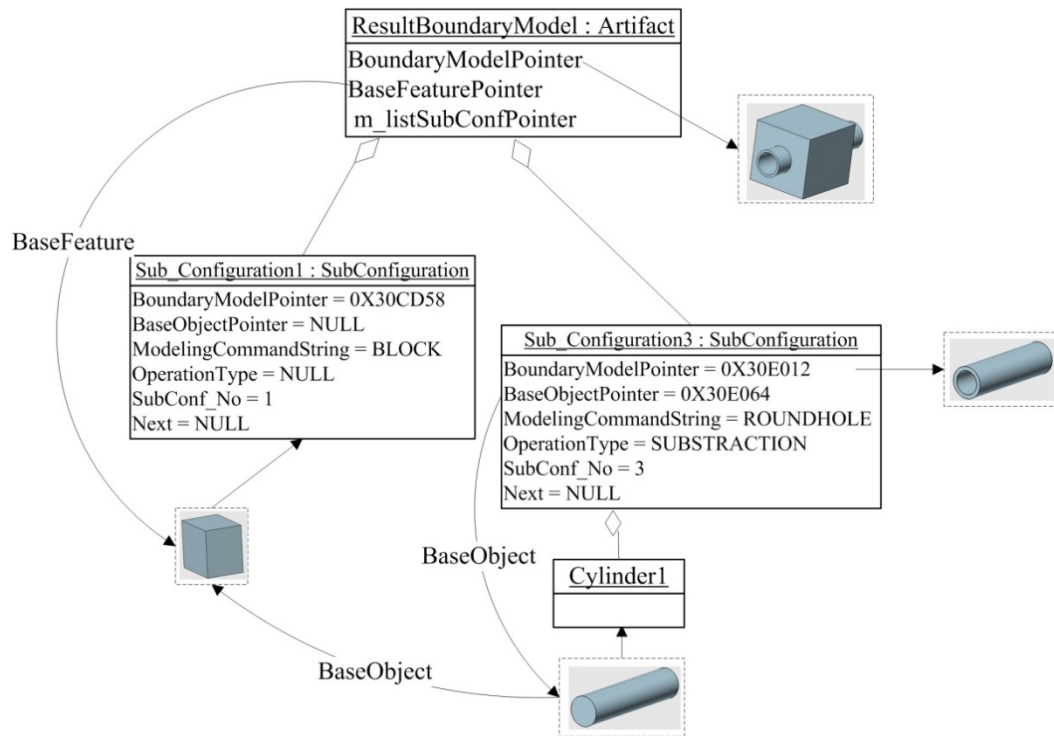 ResultBoundaryModel : Artifact
BoundaryModelPointer
BaseFeaturePointer
m_listSubConfPointer
BaseFeature
Sub_Configuration1 : SubConfiguration
BoundaryModelPointer = 0X30CD58
BaseObjectPointer = NULL
ModelingCommandString = BLOCK
OperationType = NULL
SubConf_No = 1
Next = NULL
Sub_Configuration3 : SubConfiguration
BoundaryModelPointer = 0X30E012
BaseObjectPointer = 0X30E064
ModelingCommandString = ROUNDHOLE
OperationType = SUBSTRACTION
SubConf_No = 3
Next = NULL
BaseObject
Cylinder1
BaseObject